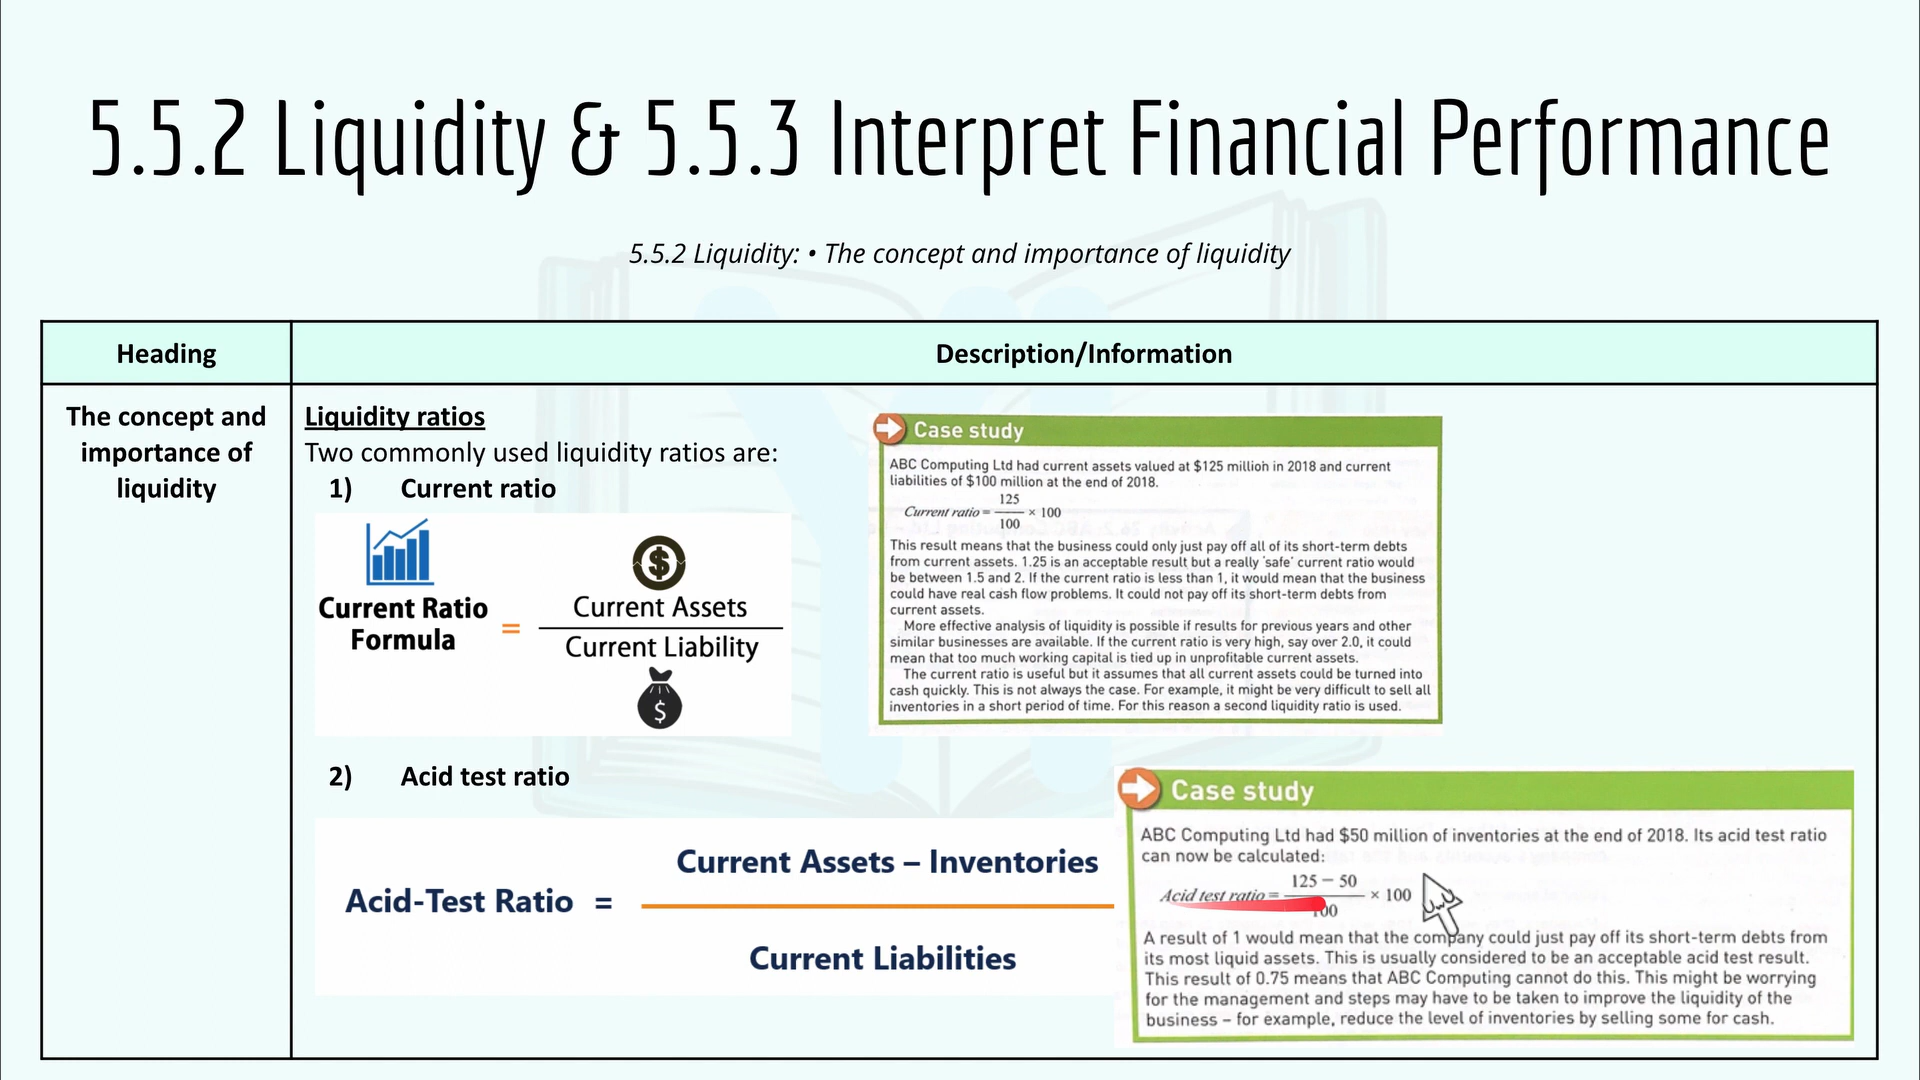 5.5.2 Liquidity & 5.5.3 Interpret Financial Performance
5.5.2 Liquidity: • The concept and importance of liquidity
Heading
Description/Information
The concept and
importance of
liquidity
Liquidity ratios
Two commonly used liquidity ratios are:
1) Current ratio
Current Ratio
Formula
=
Current Assets
Current Liability
Case study
ABC Computing Ltd had current assets valued at $125 million in 2018 and current
liabilities of $100 million at the end of 2018.
Current ratio = 125
100 × 100
This result means that the business could only just pay off all of its short-term debts
from current assets. 1.25 is an acceptable result but a really 'safe' current ratio would
be between 1.5 and 2. If the current ratio is less than 1, it would mean that the business
could have real cash flow problems. It could not pay off its short-term debts from
current assets.
More effective analysis of liquidity is possible if results for previous years and other
similar businesses are available. If the current ratio is very high, say over 2.0, it could
mean that too much working capital is tied up in unprofitable current assets.
The current ratio is useful but it assumes that all current assets could be turned into
cash quickly. This is not always the case. For example, it might be very difficult to sell all
inventories in a short period of time. For this reason a second liquidity ratio is used.
2) Acid test ratio
Acid-Test Ratio =
Current Assets – Inventories
Current Liabilities
Case study
ABC Computing Ltd had $50 million of inventories at the end of 2018. Its acid test ratio
can now be calculated:
Acid test ratio = 125 – 50
100 × 100
A result of 1 would mean that the company could just pay off its short-term debts from
its most liquid assets. This is usually considered to be an acceptable acid test result.
This result of 0.75 means that ABC Computing cannot do this. This might be worrying
for the management and steps may have to be taken to improve the liquidity of the
business – for example, reduce the level of inventories by selling some for cash.